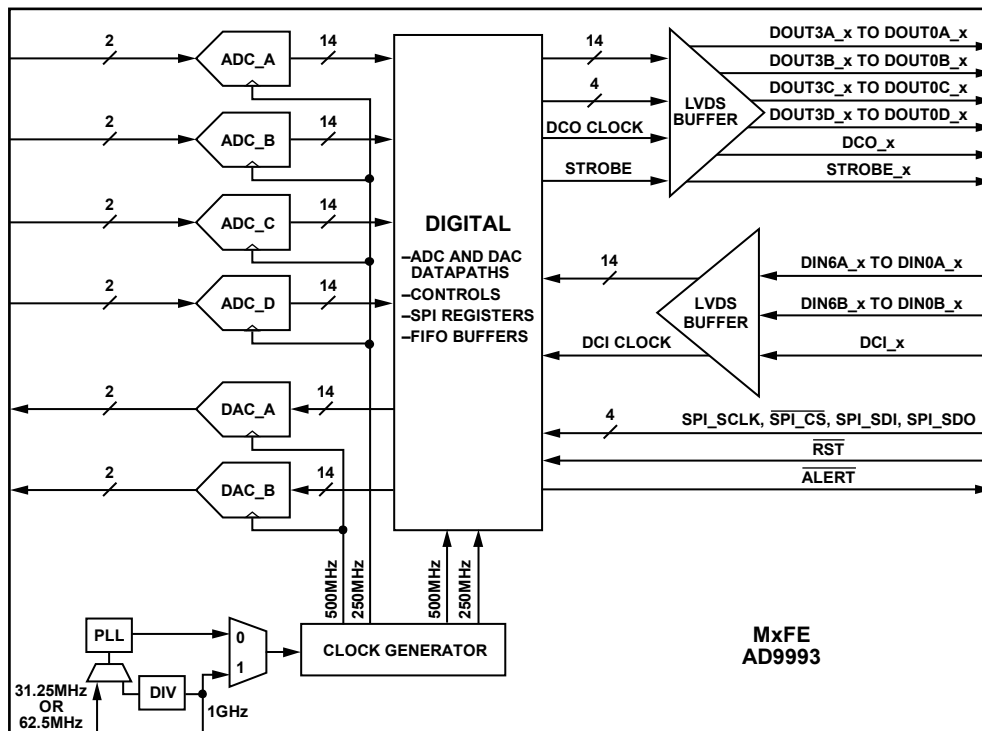 2
ADC_A
14
2
ADC_B
14
2
ADC_C
14
2
ADC_D
14
2
DAC_A
14
2
DAC_B
14
DIGITAL
–ADC AND DAC
DATAPATHS
–CONTROLS
–SPI REGISTERS
–FIFO BUFFERS
14
4
DCO CLOCK
STROBE
LVDS
BUFFER
DOUT3A_x TO DOUT0A_x
DOUT3B_x TO DOUT0B_x
DOUT3C_x TO DOUT0C_x
DOUT3D_x TO DOUT0D_x
DCO_x
STROBE_x
14
DCI CLOCK
LVDS
BUFFER
DIN6A_x TO DIN0A_x
DIN6B_x TO DIN0B_x
DCI_x
4
SPI_SCLK, SPI_CS, SPI_SDI, SPI_SDO
RST
ALERT
500MHz
250MHz
500MHz
250MHz
PLL
0
1
CLOCK GENERATOR
DIV
31.25MHz
OR
62.5MHz
1GHz
MxFE
AD9993